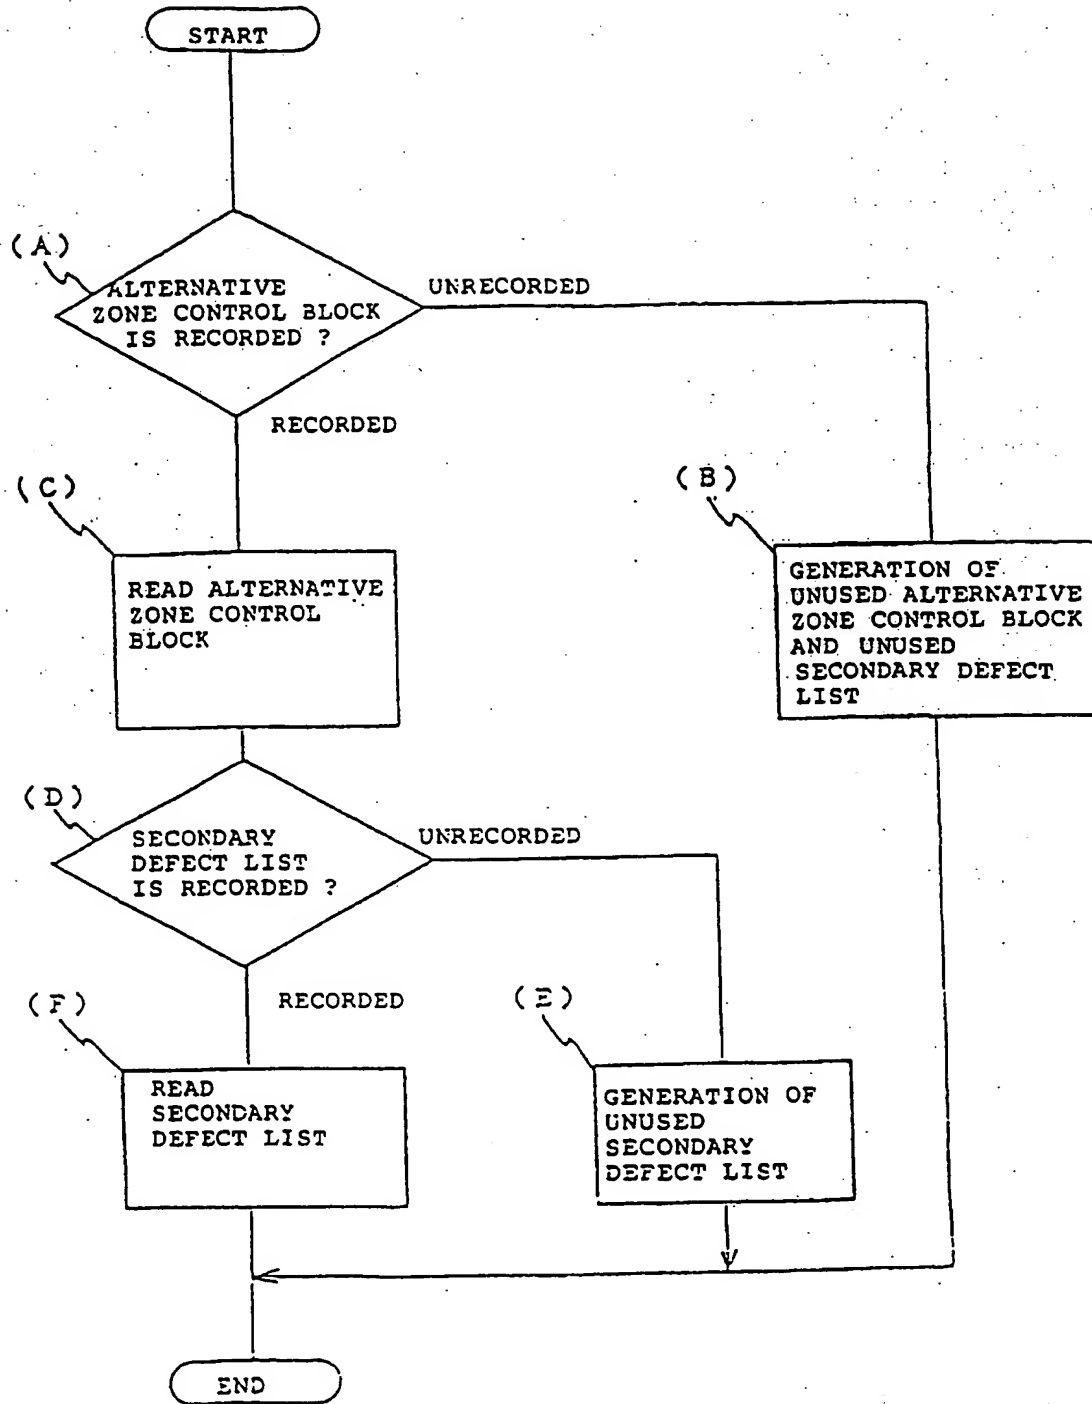 START
(A)
ALTERNATIVE
ZONE CONTROL BLOCK
IS RECORDED ?
UNRECORDED
RECORDED
(C)
READ ALTERNATIVE
ZONE CONTROL
BLOCK
(B)
GENERATION OF
UNUSED ALTERNATIVE
ZONE CONTROL BLOCK
AND UNUSED
SECONDARY DEFECT
LIST
(D)
SECONDARY
DEFECT LIST
IS RECORDED ?
UNRECORDED
RECORDED
(F)
READ
SECONDARY
DEFECT LIST
(E)
GENERATION OF
UNUSED
SECONDARY
DEFECT LIST
END